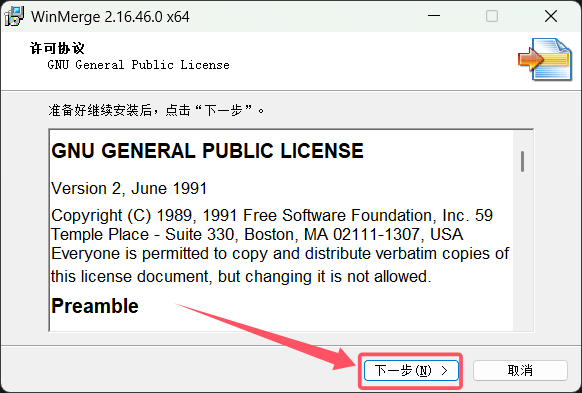 WinMerge 2.16.46.0 x64
许可协议
GNU General Public License
准备好继续安装后，点击“下一步”。
GNU GENERAL PUBLIC LICENSE
Version 2, June 1991
Copyright (C) 1989, 1991 Free Software Foundation, Inc. 59
Temple Place - Suite 330, Boston, MA 02111-1307, USA
Everyone is permitted to copy and distribute verbatim copies of
this license document, but changing it is not allowed.
Preamble
下一步(N) >
取消